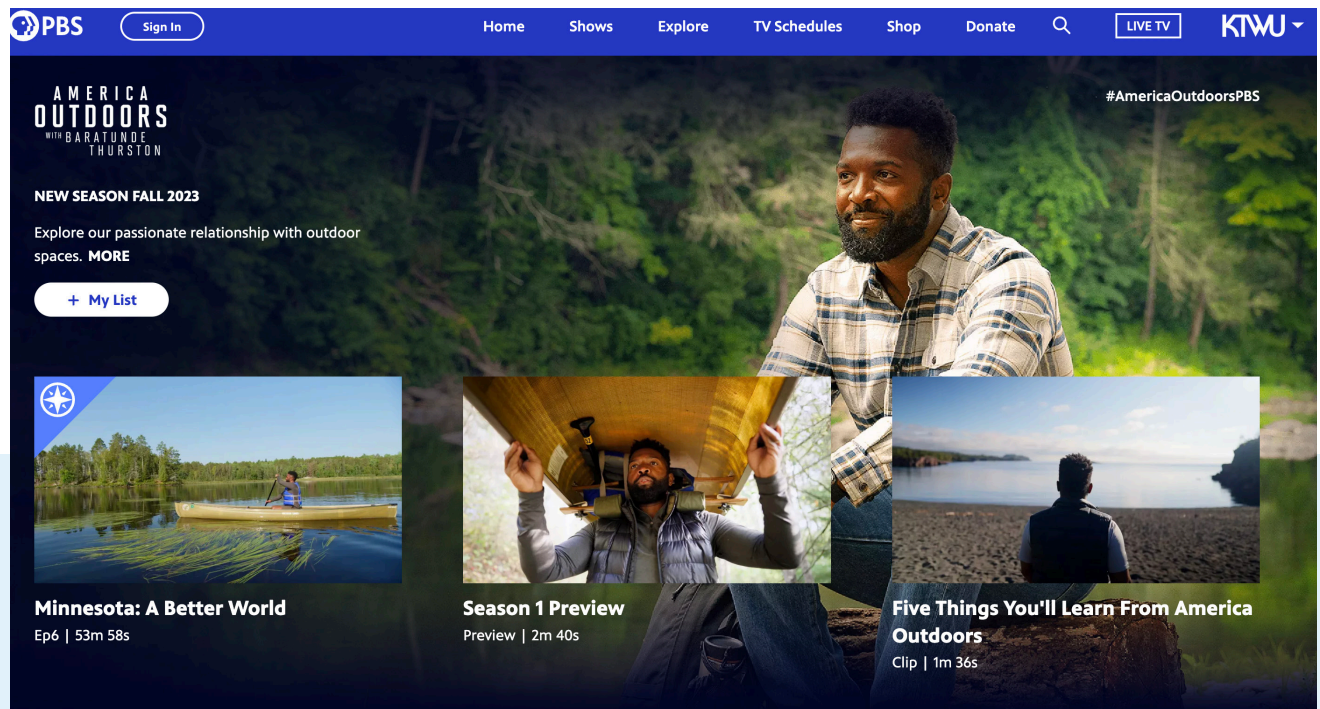 PBS
Sign In
Home
Shows
Explore
TV Schedules
Shop
Donate
LIVE TV
KTWU
AMERICA
OUTDOORS
WITH BARATUNDE
THURSTON
#AmericaOutdoorsPBS
NEW SEASON FALL 2023
Explore our passionate relationship with outdoor
spaces. MORE
+ My List
Minnesota: A Better World
Ep6 | 53m 58s
Season 1 Preview
Preview | 2m 40s
Five Things You'll Learn From America
Outdoors
Clip | 1m 36s